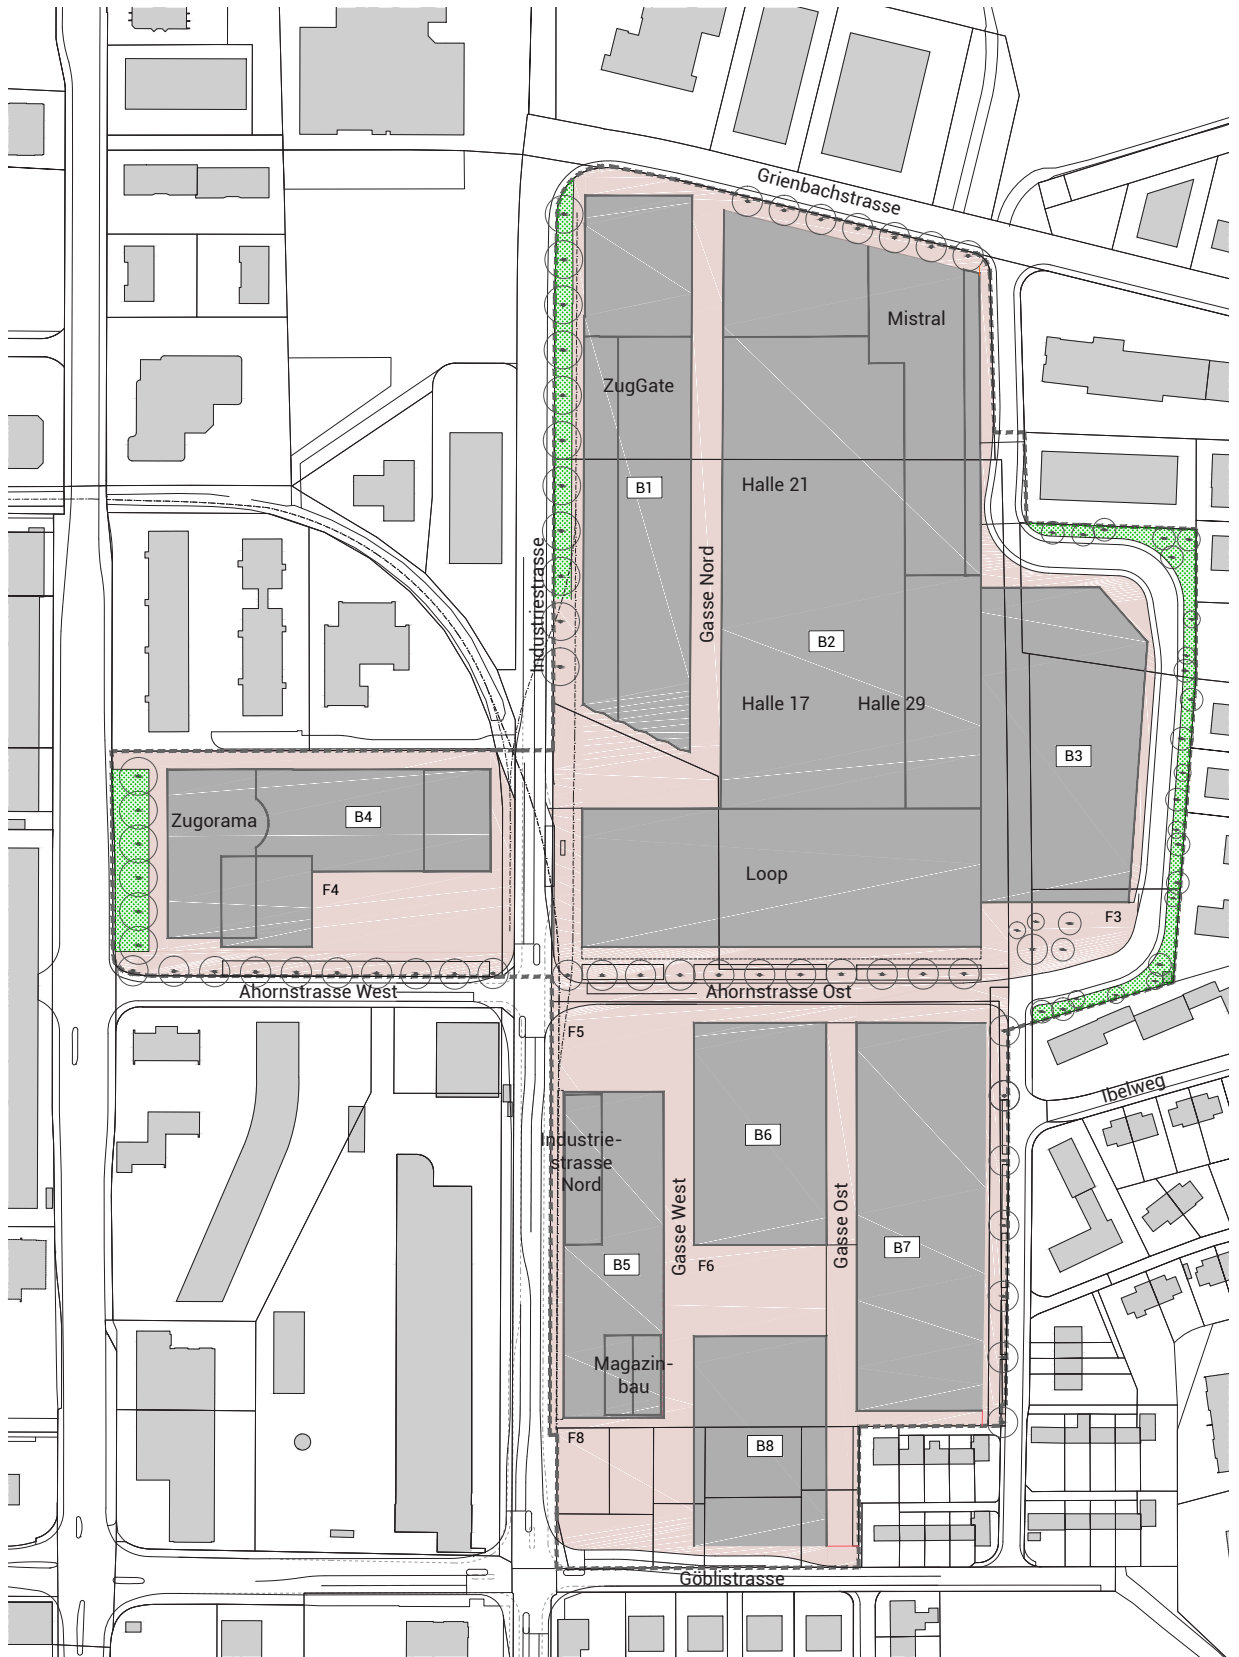 Grienbachstrasse
Mistral
ZugGate
B1
Halle 21
Industriestrasse
Gasse Nord
B2
Halle 17
Halle 29
B3
Zugorama
B4
Loop
F4
F3
Ahornstrasse West
Ahornstrasse Ost
F5
Ibelweg
Industrie-
strasse
Nord
B6
Gasse West
Gasse Ost
B5
F6
B7
Magazin-
bau
F8
B8
Göblistrasse